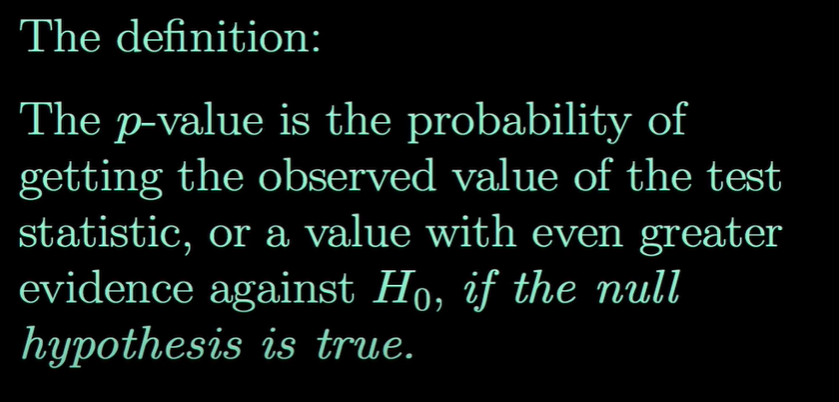 The definition:
The p-value is the probability of
getting the observed value of the test
statistic, or a value with even greater
evidence against H₀, if the null
hypothesis is true.